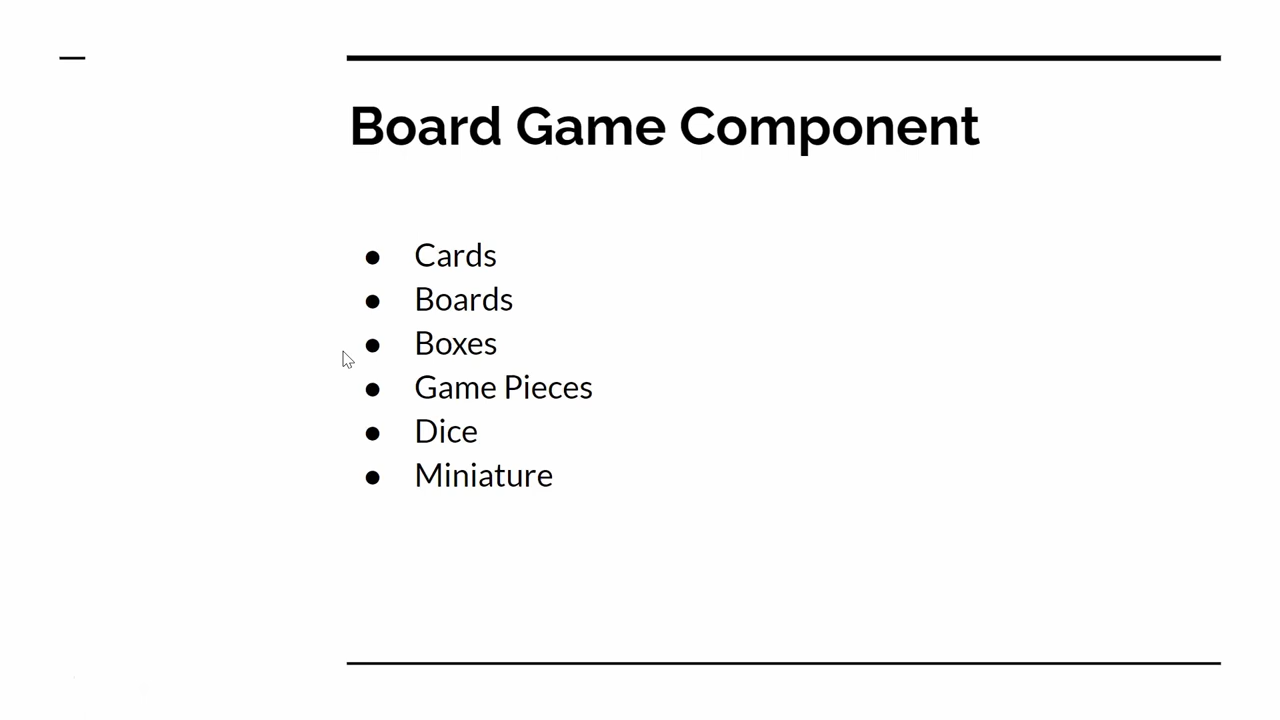 Board Game Component
● Cards
● Boards
● Boxes
● Game Pieces
● Dice
● Miniature